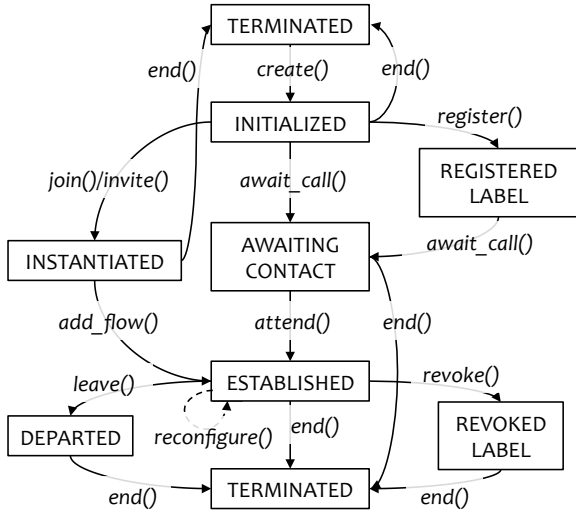 TERMINATED
end()
create()
end()
INITIALIZED
register()
join()/invite()
await_call()
REGISTERED
LABEL
AWAITING
CONTACT
await_call()
INSTANTIATED
add_flow()
attend()
end()
leave()
ESTABLISHED
revoke()
reconfigure()
end()
DEPARTED
REVOKED
LABEL
end()
TERMINATED
end()